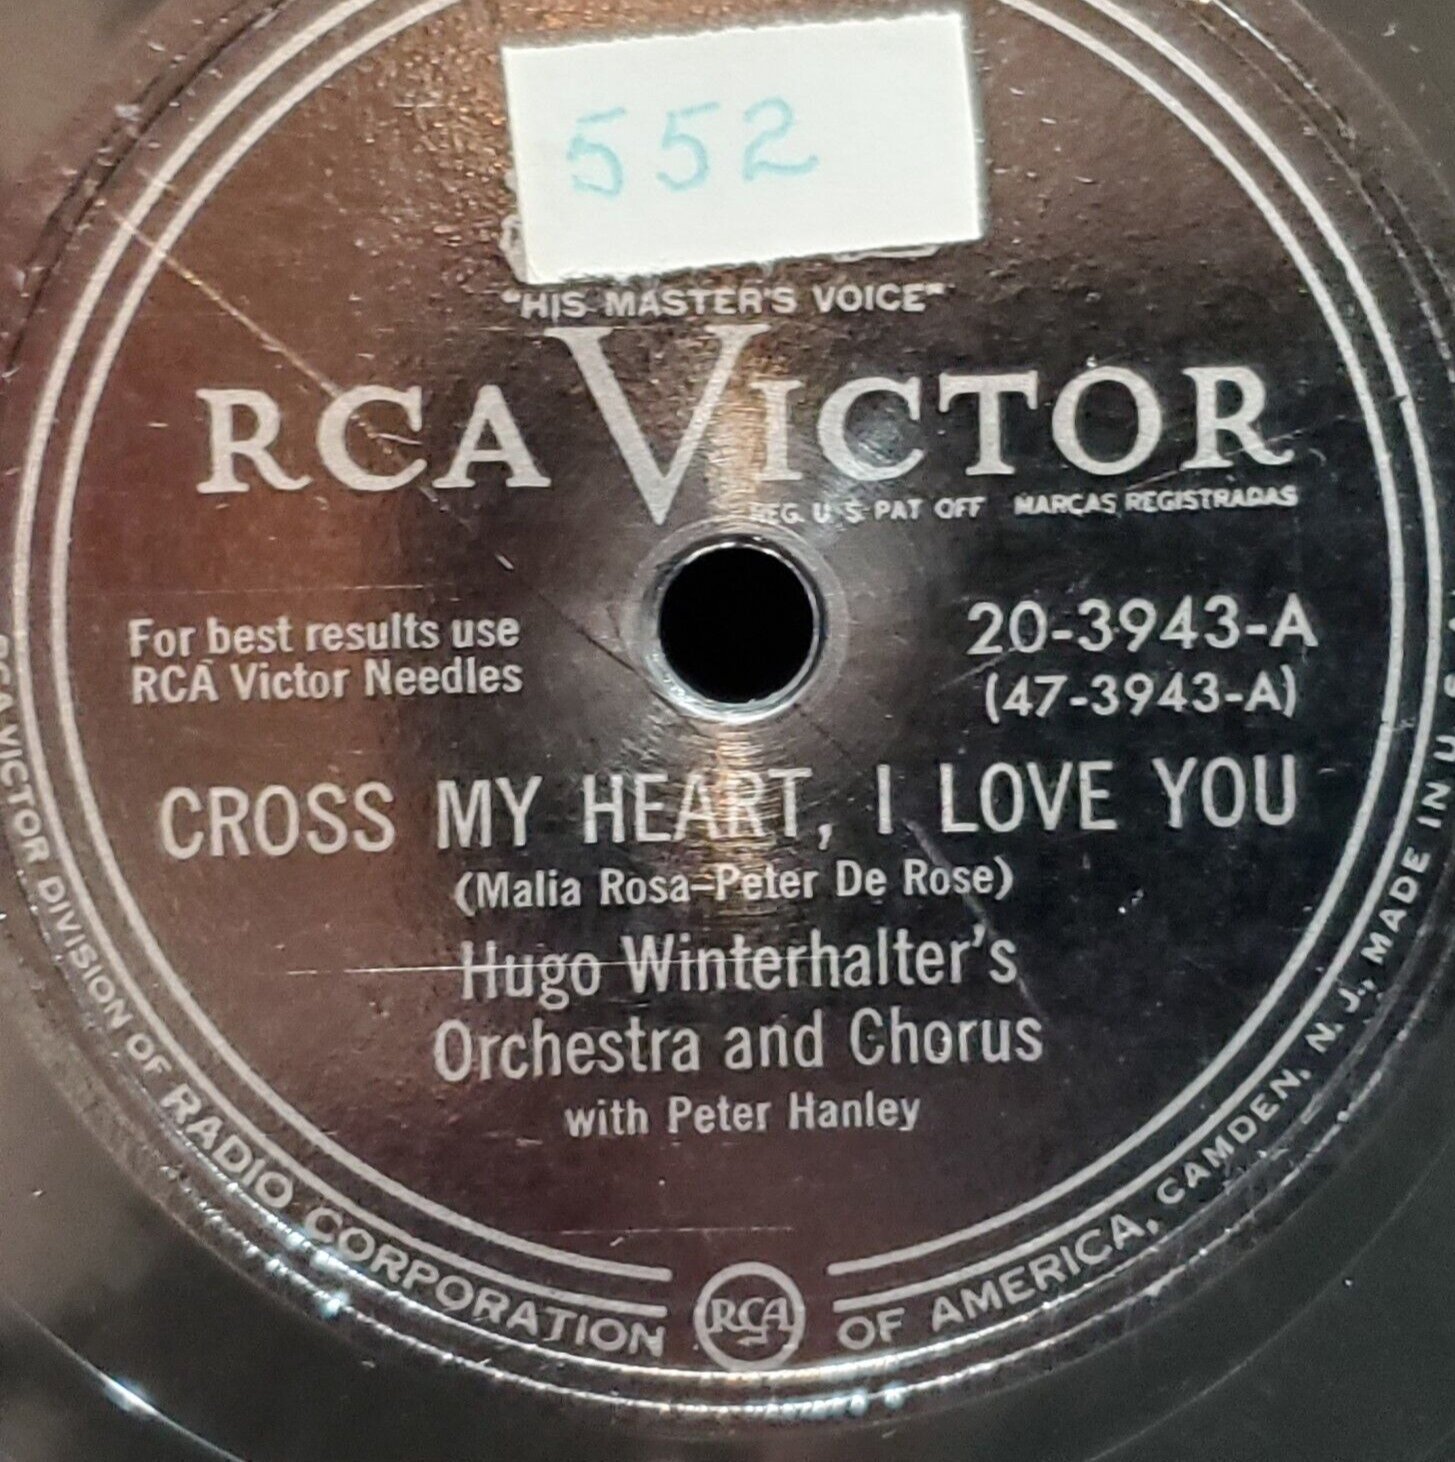 552
"HIS MASTER'S VOICE"
RCA VICTOR
REG. U S PAT OFF MARCAS REGISTRADAS
For best results use
RCA Victor Needles
20-3943-A
(47-3943-A)
CROSS MY HEART, I LOVE YOU
(Malia Rosa-Peter De Rose)
Hugo Winterhalter's
Orchestra and Chorus
with Peter Hanley
RCA VICTOR DIVISION OF RADIO CORPORATION OF AMERICA, CAMDEN, N. J., MADE IN U
RCA